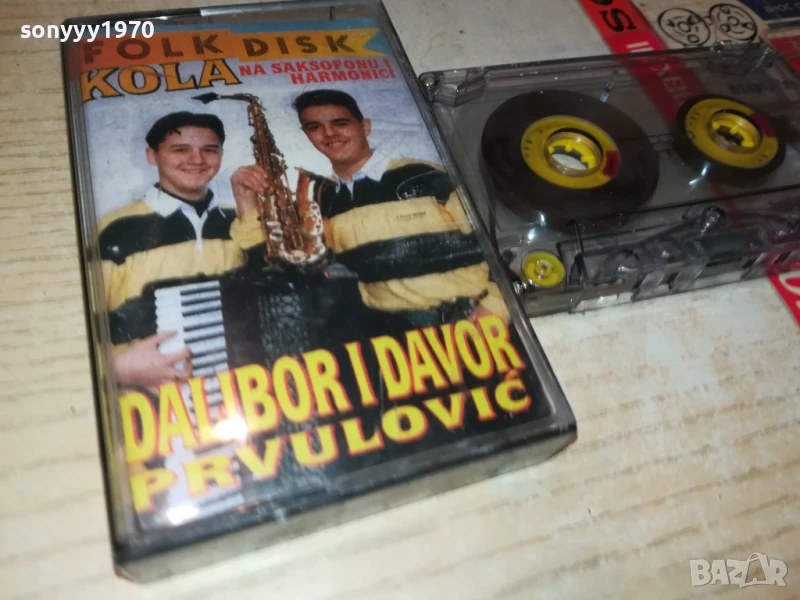 sonyyy1970
FOLK DISK
KOLA NA SAKSOFONU I
HARMONICI
DALIBOR I DAVOR
PRVULOVIĆ
BAZAR